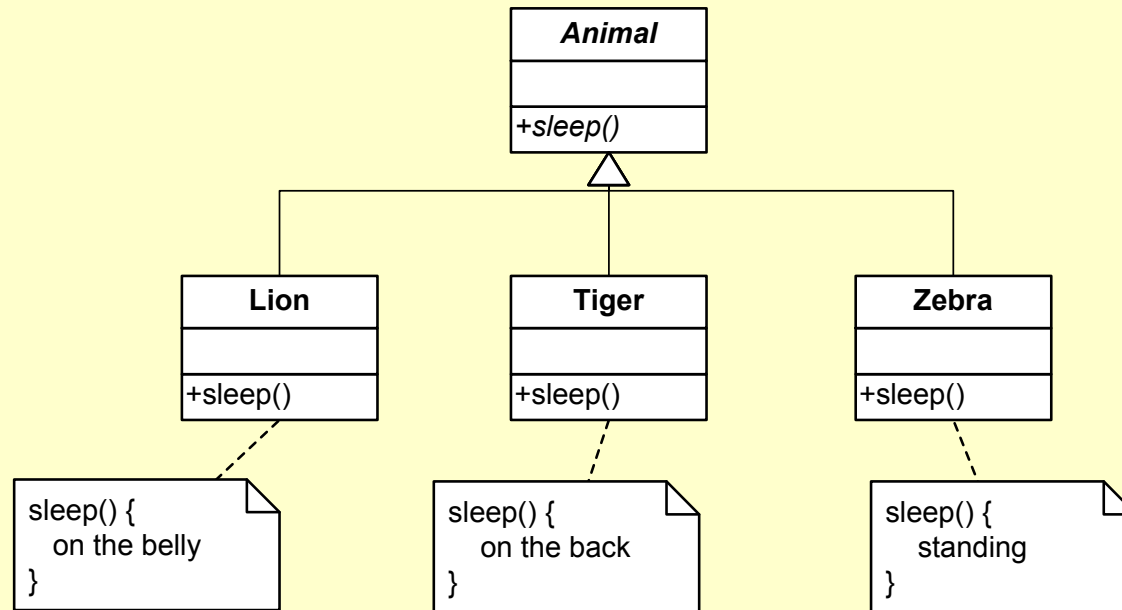 Animal
+sleep()
Lion
+sleep()
Tiger
+sleep()
Zebra
+sleep()
sleep() {
on the belly
}
sleep() {
on the back
}
sleep() {
standing
}